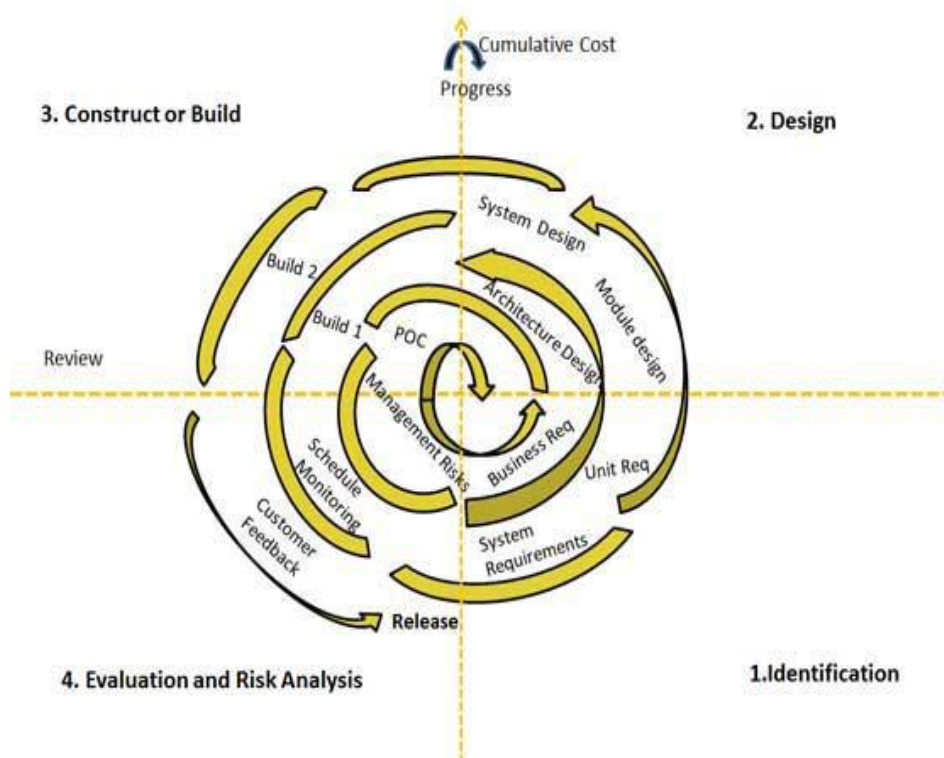 Cumulative Cost
Progress
3. Construct or Build
2. Design
System Design
Build 2
Module design
Architecture Design
Build 1
POC
Review
Management Risks
Business Req
Unit Req
Schedule
Monitoring
System
Requirements
Customer
Feedback
Release
4. Evaluation and Risk Analysis
1.Identification